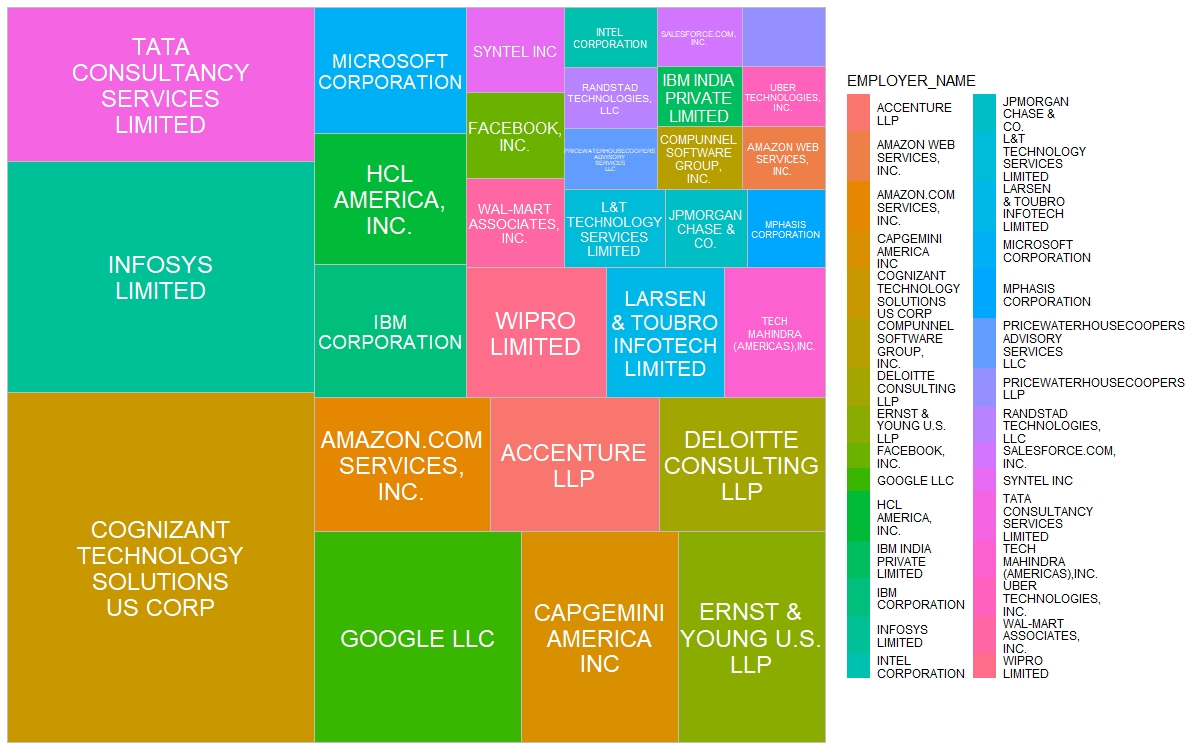 TATA
CONSULTANCY
SERVICES
LIMITED
INFOSYS
LIMITED
COGNIZANT
TECHNOLOGY
SOLUTIONS
US CORP
MICROSOFT
CORPORATION
HCL
AMERICA,
INC.
IBM
CORPORATION
SYNTEL INC
FACEBOOK,
INC.
WAL-MART
ASSOCIATES,
INC.
INTEL
CORPORATION
SALESFORCE.COM,
INC.
RANDSTAD
TECHNOLOGIES,
LLC
IBM INDIA
PRIVATE
LIMITED
UBER
TECHNOLOGIES,
INC.
PRICEWATERHOUSECOOPERS
ADVISORY
SERVICES
LLC
COMPUNNEL
SOFTWARE
GROUP,
INC.
AMAZON WEB
SERVICES,
INC.
L&T
TECHNOLOGY
SERVICES
LIMITED
JPMORGAN
CHASE &
CO.
MPHASIS
CORPORATION
WIPRO
LIMITED
LARSEN
& TOUBRO
INFOTECH
LIMITED
TECH
MAHINDRA
(AMERICAS),INC.
AMAZON.COM
SERVICES,
INC.
ACCENTURE
LLP
DELOITTE
CONSULTING
LLP
GOOGLE LLC
CAPGEMINI
AMERICA
INC
ERNST &
YOUNG U.S.
LLP
EMPLOYER_NAME
ACCENTURE
LLP
AMAZON WEB
SERVICES,
INC.
AMAZON.COM
SERVICES,
INC.
CAPGEMINI
AMERICA
INC
COGNIZANT
TECHNOLOGY
SOLUTIONS
US CORP
COMPUNNEL
SOFTWARE
GROUP,
INC.
DELOITTE
CONSULTING
LLP
ERNST &
YOUNG U.S.
LLP
FACEBOOK,
INC.
GOOGLE LLC
HCL
AMERICA,
INC.
IBM INDIA
PRIVATE
LIMITED
IBM
CORPORATION
INFOSYS
LIMITED
INTEL
CORPORATION
JPMORGAN
CHASE &
CO.
L&T
TECHNOLOGY
SERVICES
LIMITED
LARSEN
& TOUBRO
INFOTECH
LIMITED
MICROSOFT
CORPORATION
MPHASIS
CORPORATION
PRICEWATERHOUSECOOPERS
ADVISORY
SERVICES
LLC
PRICEWATERHOUSECOOPERS
LLP
RANDSTAD
TECHNOLOGIES,
LLC
SALESFORCE.COM,
INC.
SYNTEL INC
TATA
CONSULTANCY
SERVICES
LIMITED
TECH
MAHINDRA
(AMERICAS),INC.
UBER
TECHNOLOGIES,
INC.
WAL-MART
ASSOCIATES,
INC.
WIPRO
LIMITED